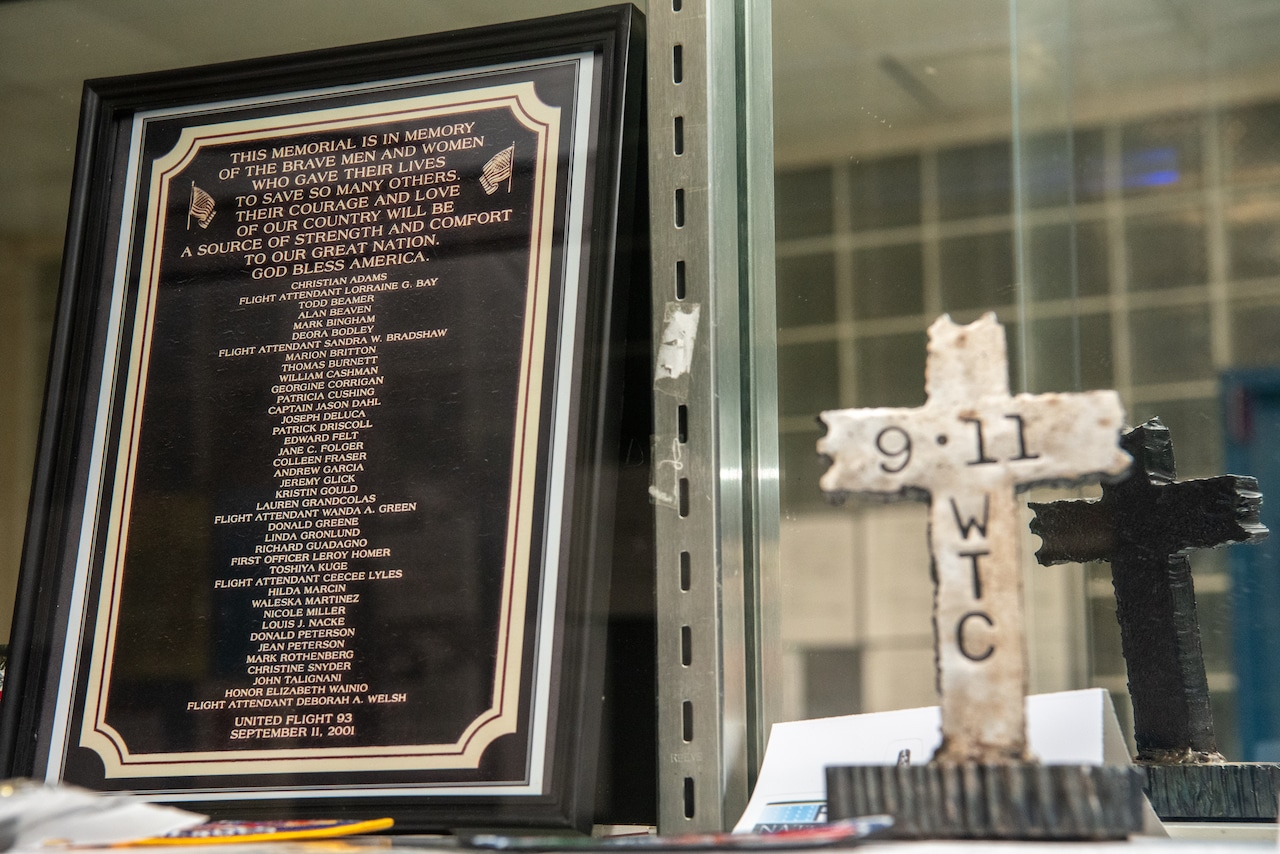 THIS MEMORIAL IS IN MEMORY
OF THE BRAVE MEN AND WOMEN
WHO GAVE THEIR LIVES
TO SAVE SO MANY OTHERS.
THEIR COURAGE AND LOVE
OF OUR COUNTRY WILL BE
A SOURCE OF STRENGTH AND COMFORT
TO OUR GREAT NATION.
GOD BLESS AMERICA.
CHRISTIAN ADAMS
FLIGHT ATTENDANT LORRAINE G. BAY
TODD BEAMER
ALAN BEAVEN
MARK BINGHAM
DEORA BODLEY
FLIGHT ATTENDANT SANDRA W. BRADSHAW
MARION BRITTON
THOMAS BURNETT
WILLIAM CASHMAN
GEORGINE CORRIGAN
PATRICIA CUSHING
CAPTAIN JASON DAHL
JOSEPH DELUCA
PATRICK DRISCOLL
EDWARD FELT
JANE C. FOLGER
COLLEEN FRASER
ANDREW GARCIA
JEREMY GLICK
KRISTIN GOULD
LAUREN GRANDCOLAS
FLIGHT ATTENDANT WANDA A. GREEN
DONALD GREENE
LINDA GRONLUND
RICHARD GUADAGNO
FIRST OFFICER LEROY HOMER
TOSHIYA KUGE
FLIGHT ATTENDANT CEECEE LYLES
HILDA MARCIN
WALESKA MARTINEZ
NICOLE MILLER
LOUIS J. NACKE
DONALD PETERSON
JEAN PETERSON
MARK ROTHENBERG
CHRISTINE SNYDER
JOHN TALIGNANI
HONOR ELIZABETH WAINIO
FLIGHT ATTENDANT DEBORAH A. WELSH
UNITED FLIGHT 93
SEPTEMBER 11, 2001
9·11
W
T
C